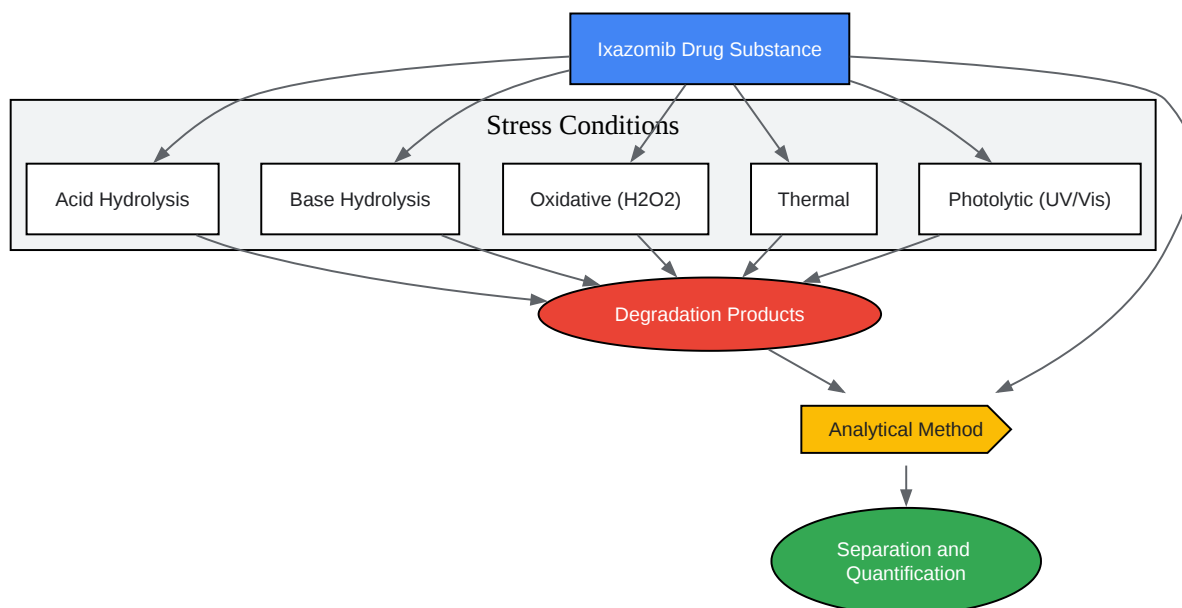 Ixazomib Drug Substance
Stress Conditions
Acid Hydrolysis
Base Hydrolysis
Oxidative (H2O2)
Thermal
Photolytic (UV/Vis)
Degradation Products
Analytical Method
Separation and
Quantification